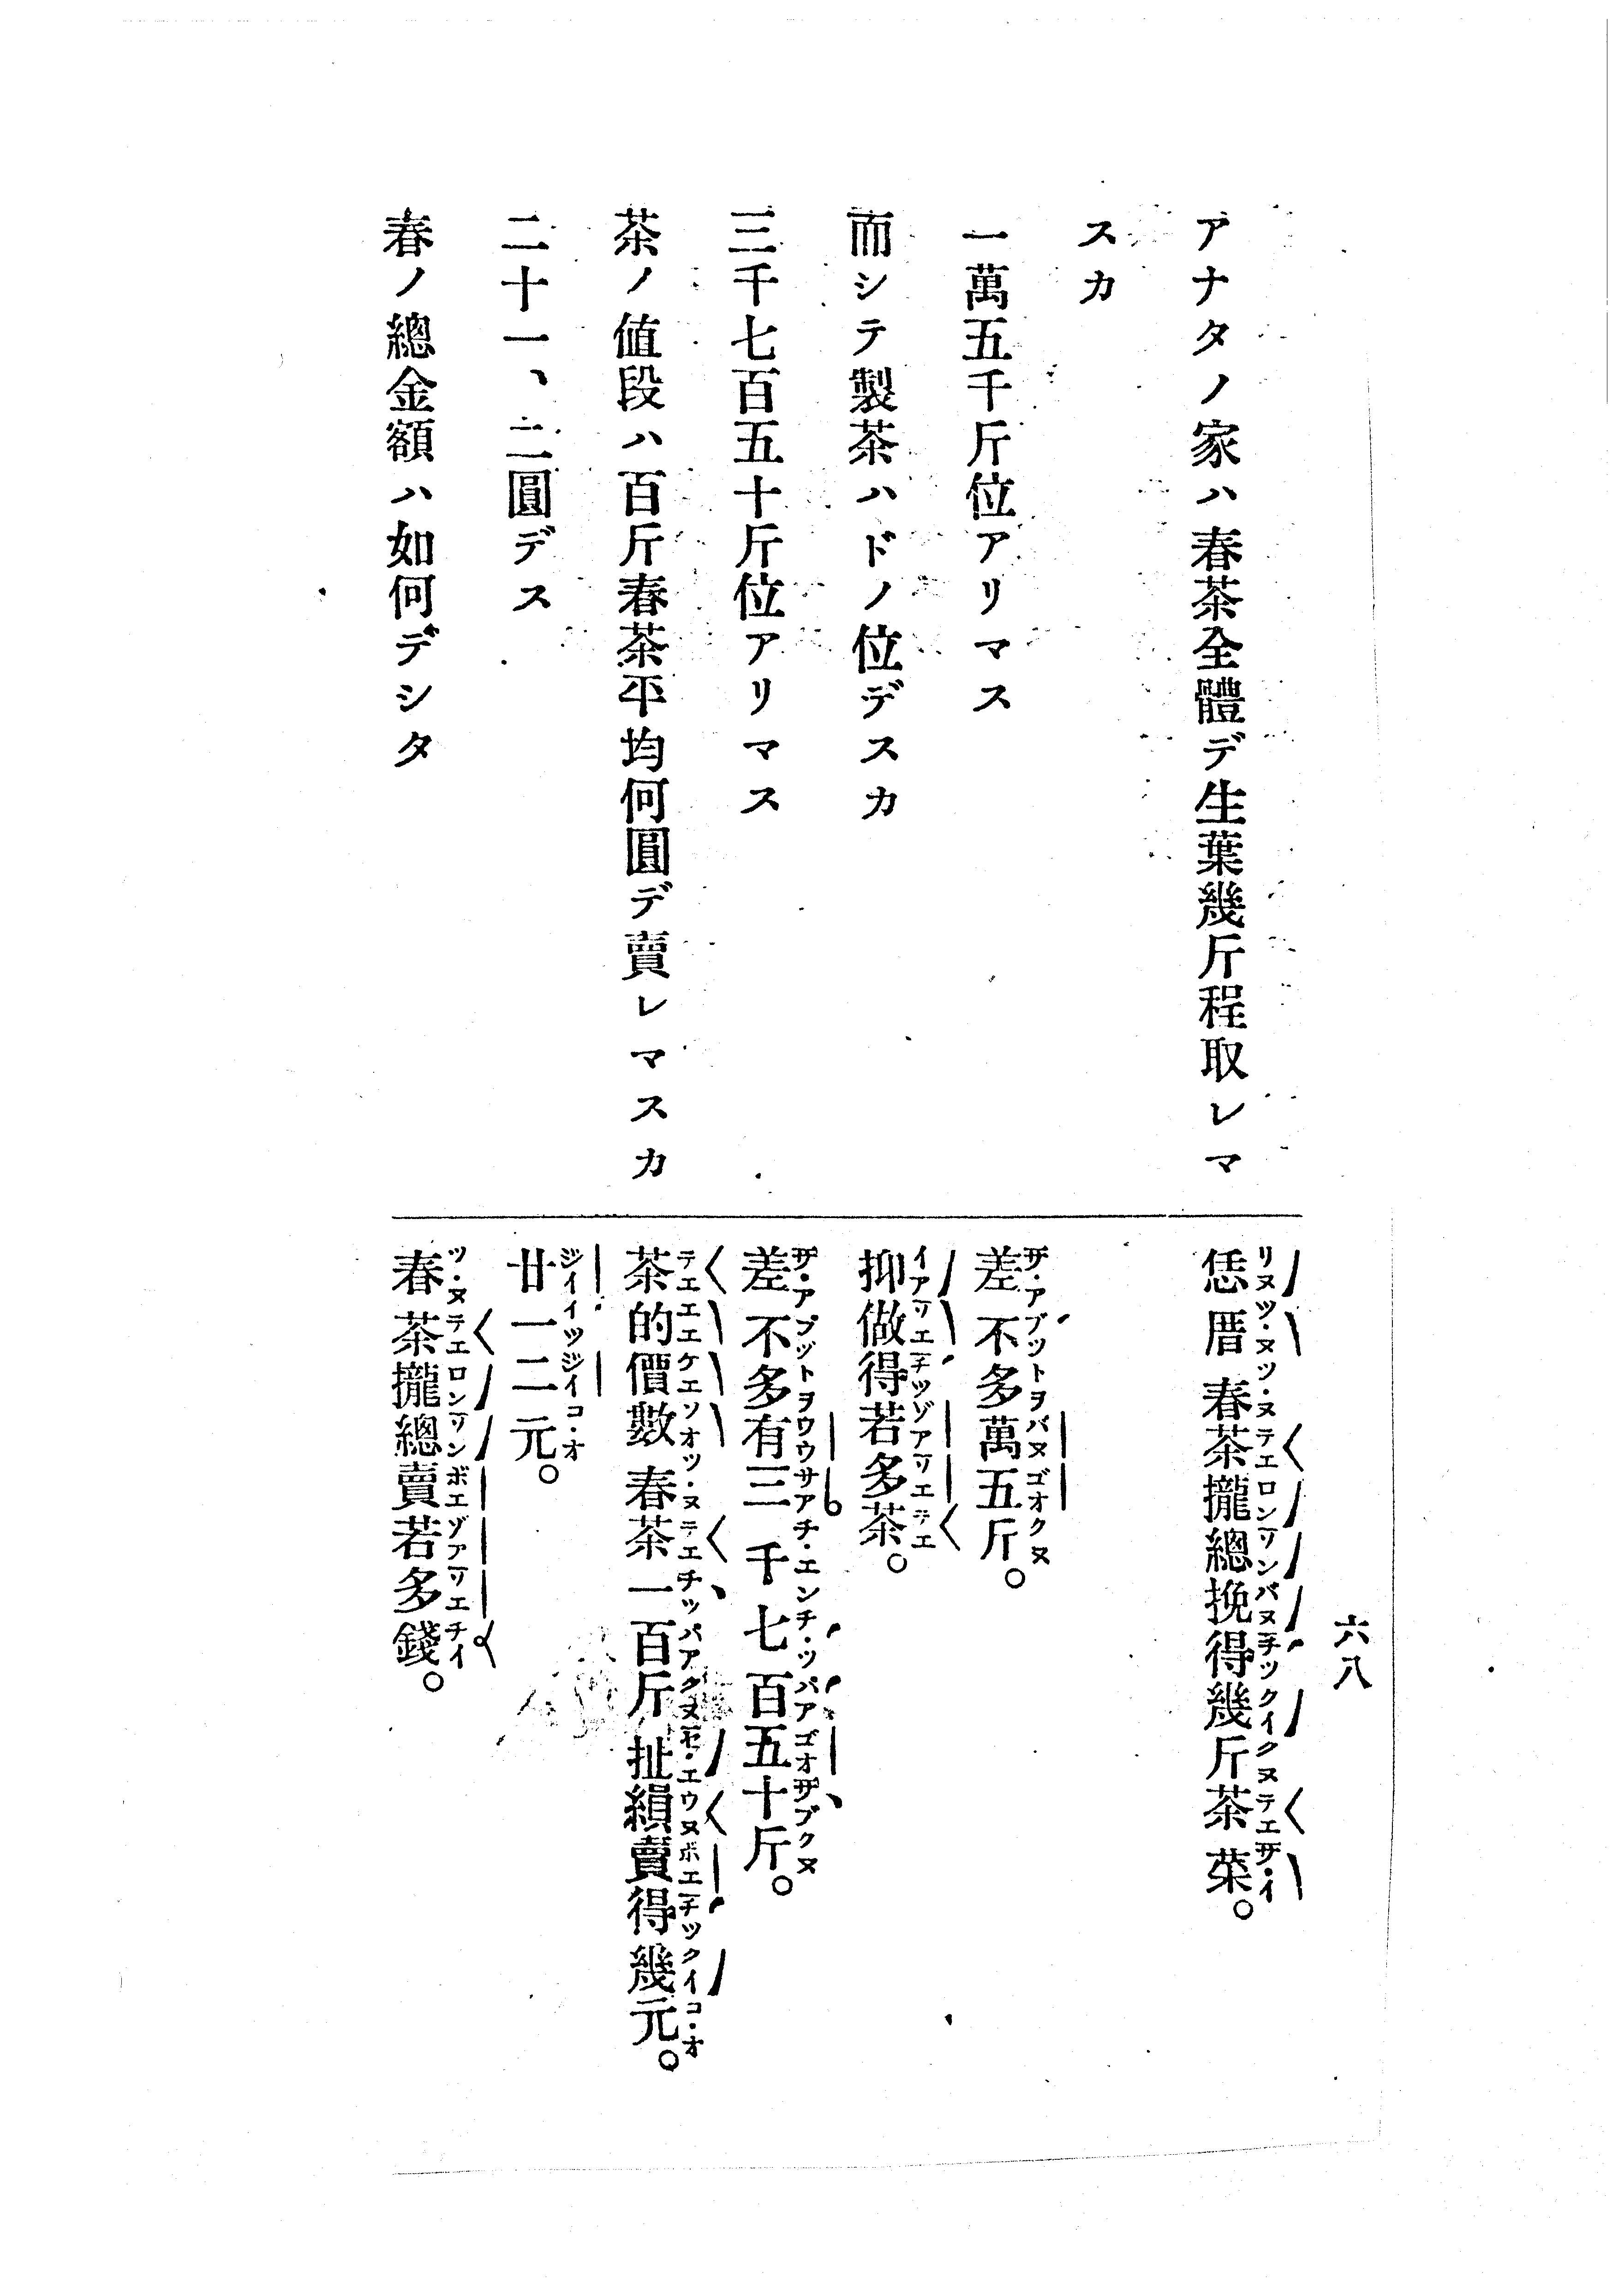 六八
アナタノ家ハ春茶全體デ生葉幾斤程取レマ
スカ
一萬五千斤位アリマス
而シテ製茶ハドノ位デスカ
三千七百五十斤位アリマス
茶ノ値段ハ百斤春茶平均何圓デ賣レマスカ
二十一、二圓デス
春ノ總金額ハ如何デシタ
恁厝春茶攏總挽得幾斤茶菜。
差不多萬五斤。
抑做得若多茶。
差不多有三千七百五十斤。
茶的價數春茶一百斤扯縜賣得幾元。
廿一二元。
春茶攏總賣若多錢。